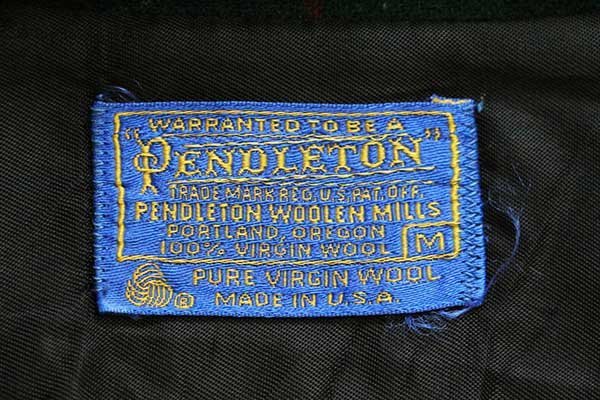 WARRANTED TO BE A
"PENDLETON"
TRADE MARK REG. U.S. PAT. OFF.
PENDLETON WOOLEN MILLS
PORTLAND, OREGON
100% VIRGIN WOOL M
PURE VIRGIN WOOL
® MADE IN U.S.A.